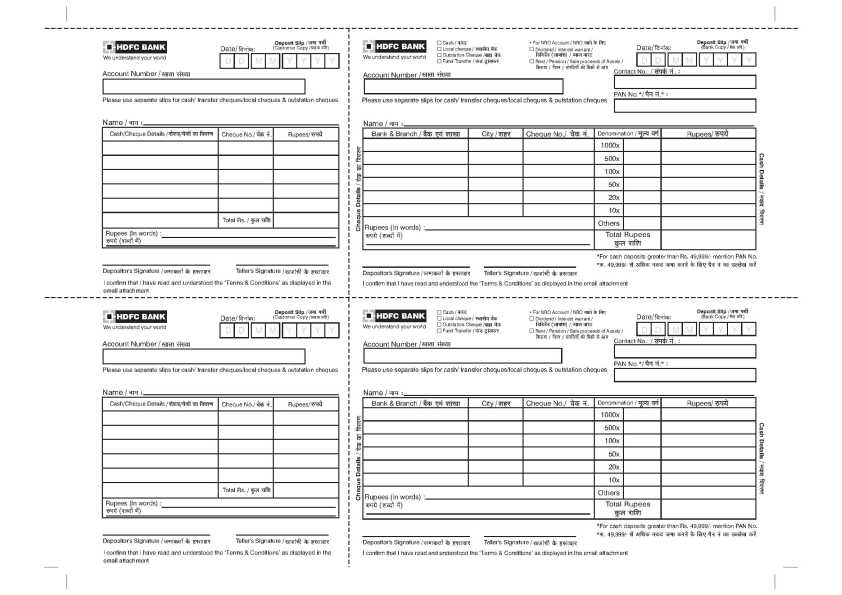 HDFC BANK
We understand your world
Date/दिनांक:
Deposit Slip /जमा पर्ची
(Customer Copy /ग्राहक प्रति)
D D M M Y Y Y Y
Account Number / खाता संख्या
Please use separate slips for cash/ transfer cheques/local cheques & outstation cheques
Name / नाम :
Cash/Cheque Details /रोकड़/चेकों का विवरण
Cheque No./ चेक नं.
Rupees/रुपये
Total Rs. / कुल राशि
Rupees (In words) :
रुपये (शब्दों में)
Depositor's Signature /जमाकर्ता के हस्ताक्षर
Teller's Signature /खजांची के हस्ताक्षर
I confirm that I have read and understood the 'Terms & Conditions' as displayed in the
email attachment
HDFC BANK
We understand your world
☐ Cash / नगद
☐ Local cheque / स्थानीय चेक
☐ Outstation Cheque /बाह्य चेक
☐ Fund Transfer / फंड ट्रान्सफर
• For NRO Account / NRO खाते के लिए
☐ Dividend / Interest warrant /
डिविडेंड (लाभांश) / ब्याज वारंट
☐ Rent / Pension / Sale proceeds of Assets /
किराया / पेंशन / संपत्तियों की बिक्री से आय
Date/दिनांक:
Deposit Slip /जमा पर्ची
(Bank Copy /बैंक प्रति)
D D M M Y Y Y Y
Contact No.. / संपर्क नं. :
Account Number /खाता संख्या
PAN No.*/ पैन नं.* :
Please use separate slips for cash/ transfer cheques/local cheques & outstation cheques
Name / नाम :
Cheque Details / चेक का विवरण
Bank & Branch / बैंक एवं शाखा
City / शहर
Cheque No./ चेक नं.
Denomination / मूल्य वर्ग
Rupees/ रुपये
1000x
500x
100x
50x
20x
10x
Others
Total Rupees
कुल राशि
Cash Details / नकद विवरण
Rupees (In words) :
रुपये (शब्दों में)
*For cash deposits greater than Rs. 49,999/- mention PAN No.
*रु. 49,999/- से अधिक नकद जमा करने के लिए पैन नं का उल्लेख करें
Depositor's Signature /जमाकर्ता के हस्ताक्षर
Teller's Signature /खजांची के हस्ताक्षर
I confirm that I have read and understood the 'Terms & Conditions' as displayed in the email attachment
HDFC BANK
We understand your world
Date/दिनांक:
Deposit Slip /जमा पर्ची
(Customer Copy /ग्राहक प्रति)
D D M M Y Y Y Y
Account Number / खाता संख्या
Please use separate slips for cash/ transfer cheques/local cheques & outstation cheques
Name / नाम :
Cash/Cheque Details /रोकड़/चेकों का विवरण
Cheque No./ चेक नं.
Rupees/रुपये
Total Rs. / कुल राशि
Rupees (In words) :
रुपये (शब्दों में)
Depositor's Signature /जमाकर्ता के हस्ताक्षर
Teller's Signature /खजांची के हस्ताक्षर
I confirm that I have read and understood the 'Terms & Conditions' as displayed in the
email attachment
HDFC BANK
We understand your world
☐ Cash / नगद
☐ Local cheque / स्थानीय चेक
☐ Outstation Cheque /बाह्य चेक
☐ Fund Transfer / फंड ट्रान्सफर
• For NRO Account / NRO खाते के लिए
☐ Dividend / Interest warrant /
डिविडेंड (लाभांश) / ब्याज वारंट
☐ Rent / Pension / Sale proceeds of Assets /
किराया / पेंशन / संपत्तियों की बिक्री से आय
Date/दिनांक:
Deposit Slip /जमा पर्ची
(Bank Copy /बैंक प्रति)
D D M M Y Y Y Y
Contact No.. / संपर्क नं. :
Account Number /खाता संख्या
PAN No.*/ पैन नं.* :
Please use separate slips for cash/ transfer cheques/local cheques & outstation cheques
Name / नाम :
Cheque Details / चेक का विवरण
Bank & Branch / बैंक एवं शाखा
City / शहर
Cheque No./ चेक नं.
Denomination / मूल्य वर्ग
Rupees/ रुपये
1000x
500x
100x
50x
20x
10x
Others
Total Rupees
कुल राशि
Cash Details / नकद विवरण
Rupees (In words) :
रुपये (शब्दों में)
*For cash deposits greater than Rs. 49,999/- mention PAN No.
*रु. 49,999/- से अधिक नकद जमा करने के लिए पैन नं का उल्लेख करें
Depositor's Signature /जमाकर्ता के हस्ताक्षर
Teller's Signature /खजांची के हस्ताक्षर
I confirm that I have read and understood the 'Terms & Conditions' as displayed in the email attachment